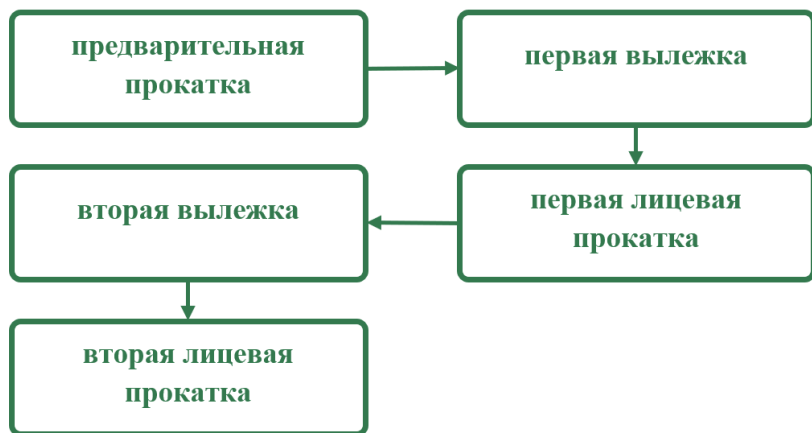 предварительная
прокатка
первая вылежка
первая лицевая
прокатка
вторая вылежка
вторая лицевая
прокатка